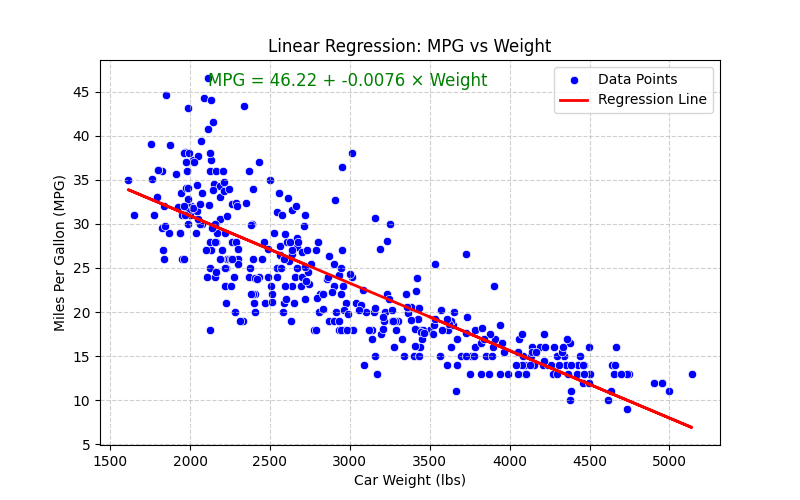 Linear Regression: MPG vs Weight
MPG = 46.22 + -0.0076 × Weight
Data Points
Regression Line
Miles Per Gallon (MPG)
45
40
35
30
25
20
15
10
5
1500 2000 2500 3000 3500 4000 4500 5000
Car Weight (lbs)